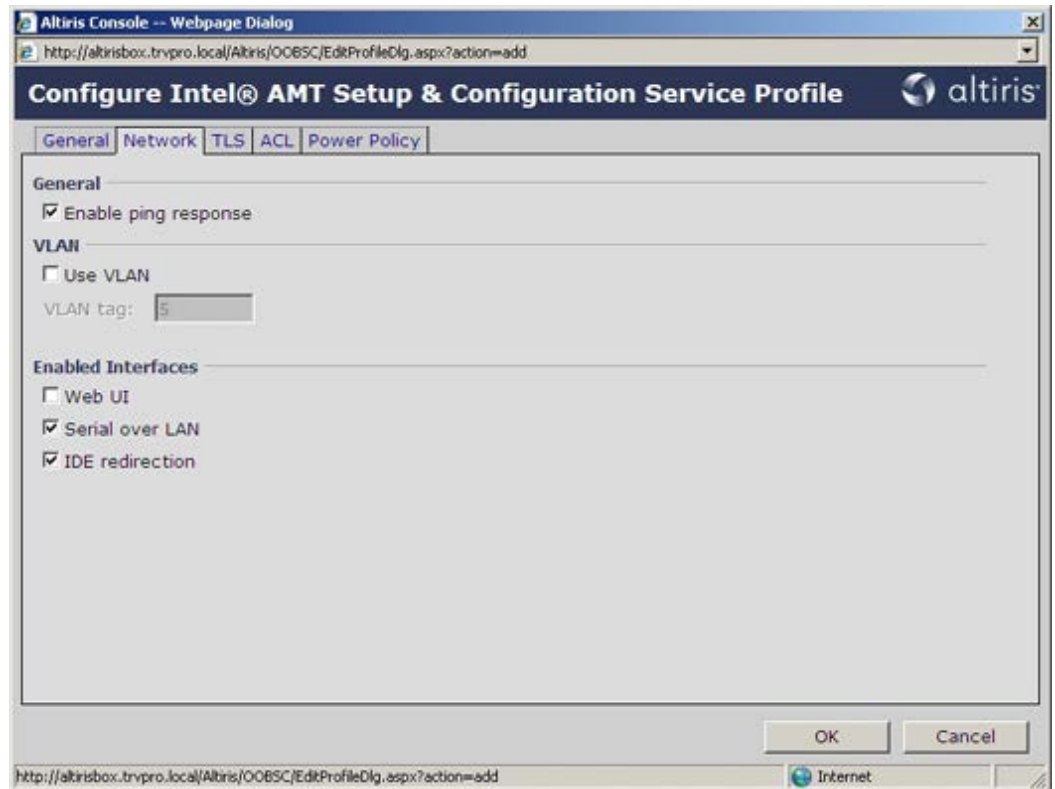 Altiris Console -- Webpage Dialog
http://altirisbox.trvpro.local/Altiris/OOBSC/EditProfileDlg.aspx?action=add
Configure Intel® AMT Setup & Configuration Service Profile
altiris
General Network TLS ACL Power Policy
General
Enable ping response
VLAN
Use VLAN
VLAN tag: 5
Enabled Interfaces
Web UI
Serial over LAN
IDE redirection
OK Cancel
http://altirisbox.trvpro.local/Altiris/OOBSC/EditProfileDlg.aspx?action=add Internet